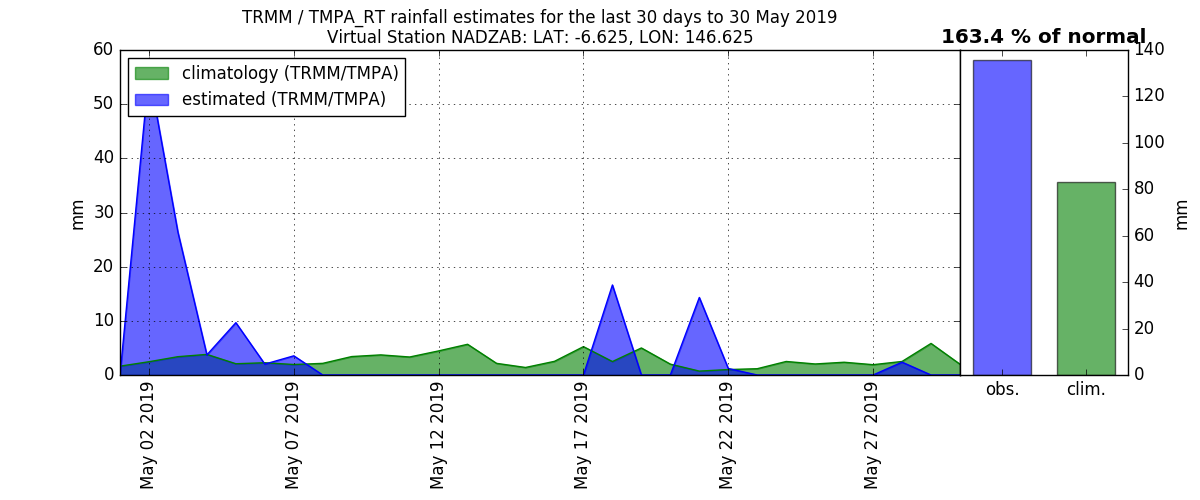 TRMM / TMPA_RT rainfall estimates for the last 30 days to 30 May 2019
Virtual Station NADZAB: LAT: -6.625, LON: 146.625
163.4 % of normal
climatology (TRMM/TMPA)
estimated (TRMM/TMPA)
mm
60
50
40
30
20
10
0
May 02 2019
May 07 2019
May 12 2019
May 17 2019
May 22 2019
May 27 2019
140
120
100
80
60
40
20
0
mm
obs.
clim.